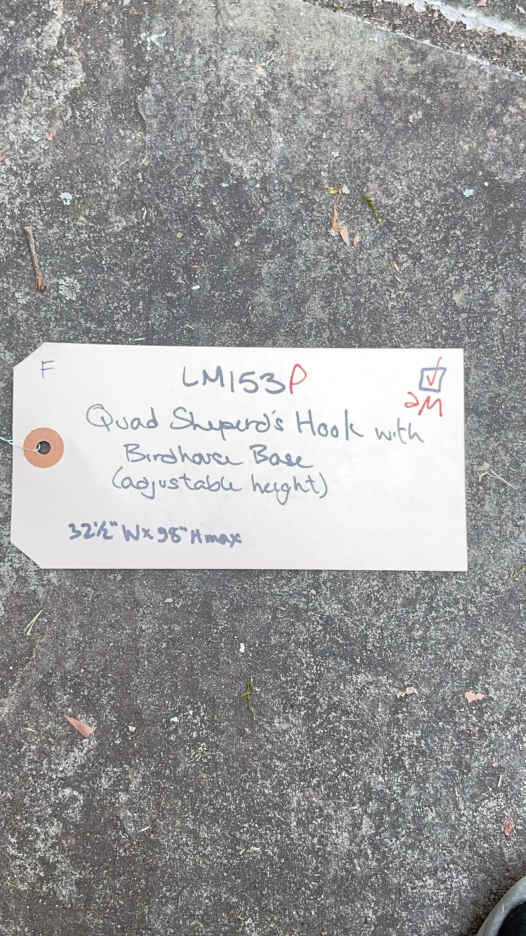 F
LM153P
2M
Quad Sheperd's Hook with
Birdhouse Base
(adjustable height)
32½" W x 98" H max